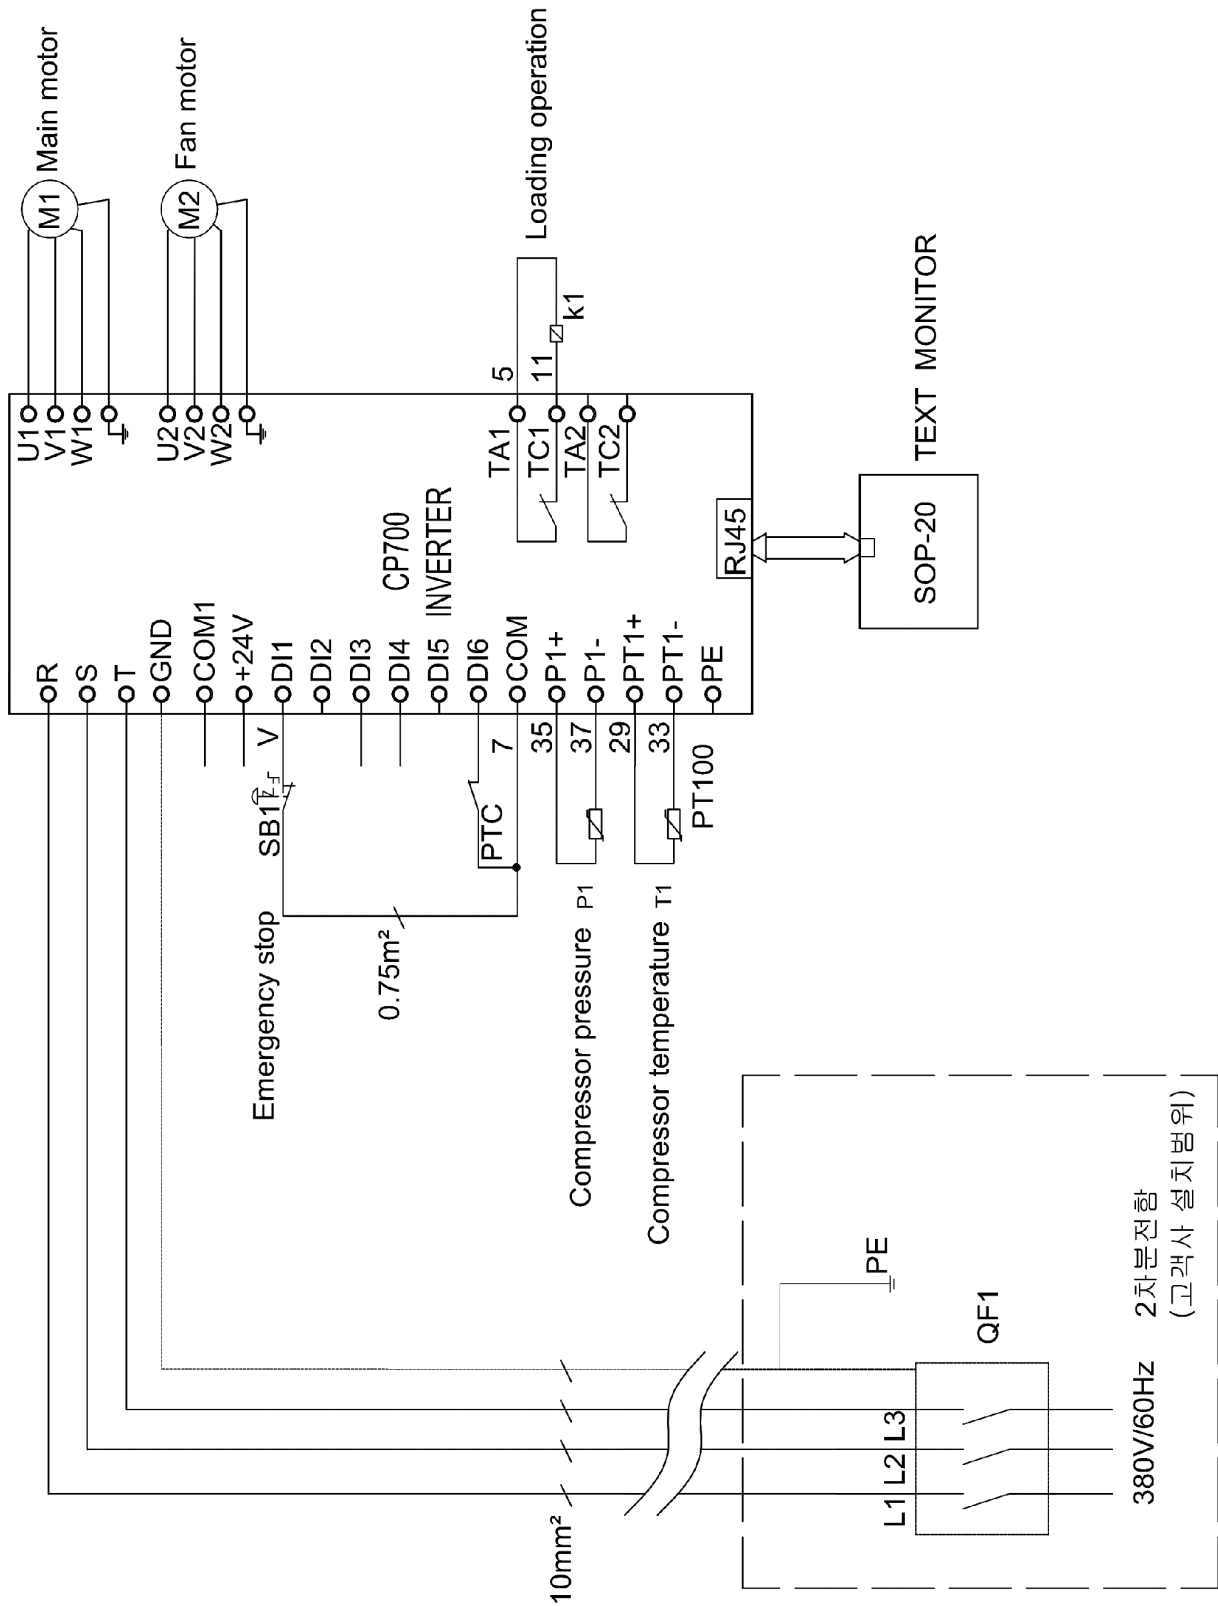 Main motor
M1
Fan motor
M2
U1
V1
W1
U2
V2
W2
Loading operation
k1
5
11
TA1
TC1
TA2
TC2
CP700
INVERTER
RJ45
TEXT MONITOR
SOP-20
R
S
T
GND
COM1
+24V
DI1
DI2
DI3
DI4
DI5
DI6
COM
P1+
P1-
PT1+
PT1-
PE
V
7
35
37
29
33
SB1
PTC
PT100
Emergency stop
0.75m²
Compressor pressure P1
Compressor temperature T1
10mm²
PE
QF1
L1 L2 L3
380V/60Hz
2차분전함
(고객사 설치범위)